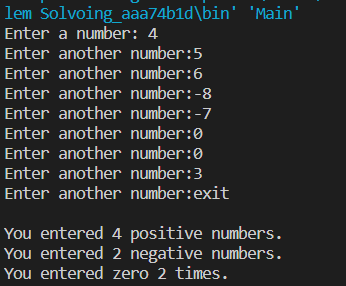 lem Solvoing_aaa74b1d\bin' 'Main'
Enter a number: 4
Enter another number:5
Enter another number:6
Enter another number:-8
Enter another number:-7
Enter another number:0
Enter another number:0
Enter another number:3
Enter another number:exit
You entered 4 positive numbers.
You entered 2 negative numbers.
You entered zero 2 times.